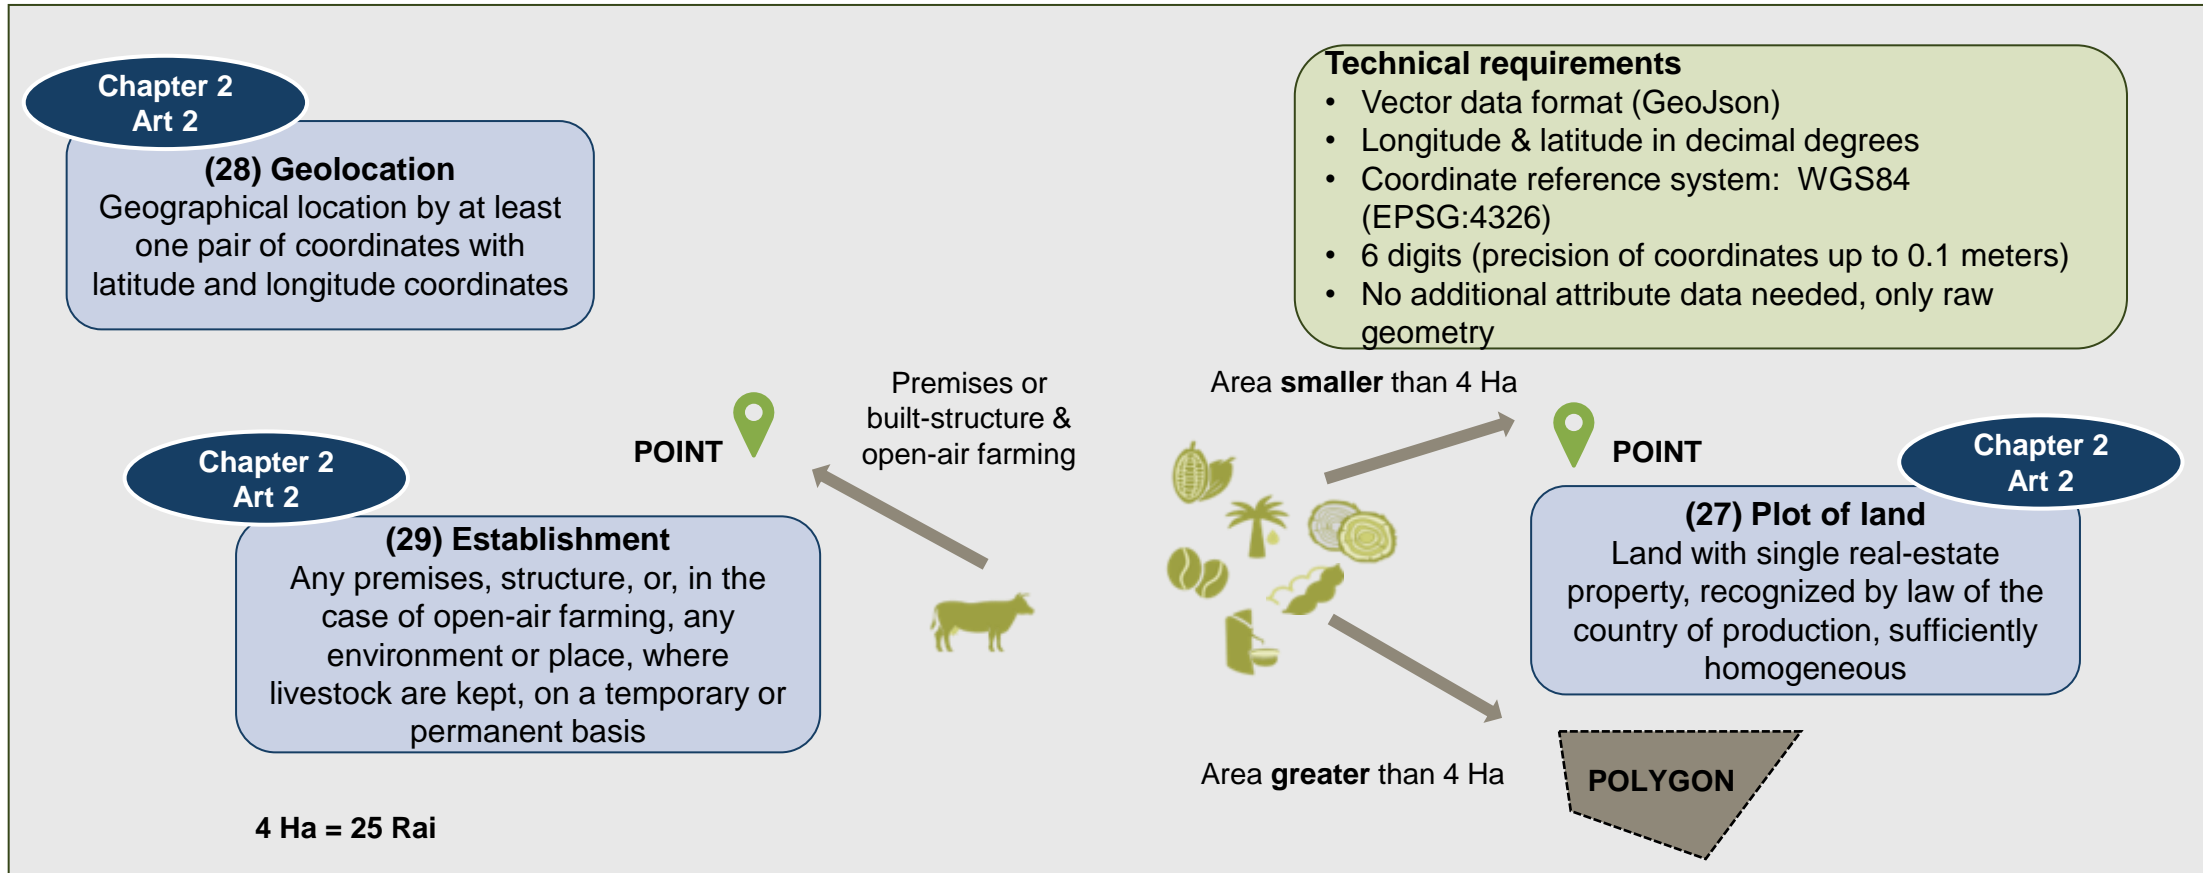 Chapter 2
Art 2
(28) Geolocation
Geographical location by at least
one pair of coordinates with
latitude and longitude coordinates
Technical requirements
• Vector data format (GeoJson)
• Longitude & latitude in decimal degrees
• Coordinate reference system:  WGS84
(EPSG:4326)
• 6 digits (precision of coordinates up to 0.1 meters)
• No additional attribute data needed, only raw
geometry
Chapter 2
Art 2
(29) Establishment
Any premises, structure, or, in the
case of open-air farming, any
environment or place, where
livestock are kept, on a temporary or
permanent basis
POINT
Premises or
built-structure &
open-air farming
Area smaller than 4 Ha
POINT
Chapter 2
Art 2
(27) Plot of land
Land with single real-estate
property, recognized by law of the
country of production, sufficiently
homogeneous
Area greater than 4 Ha
POLYGON
4 Ha = 25 Rai